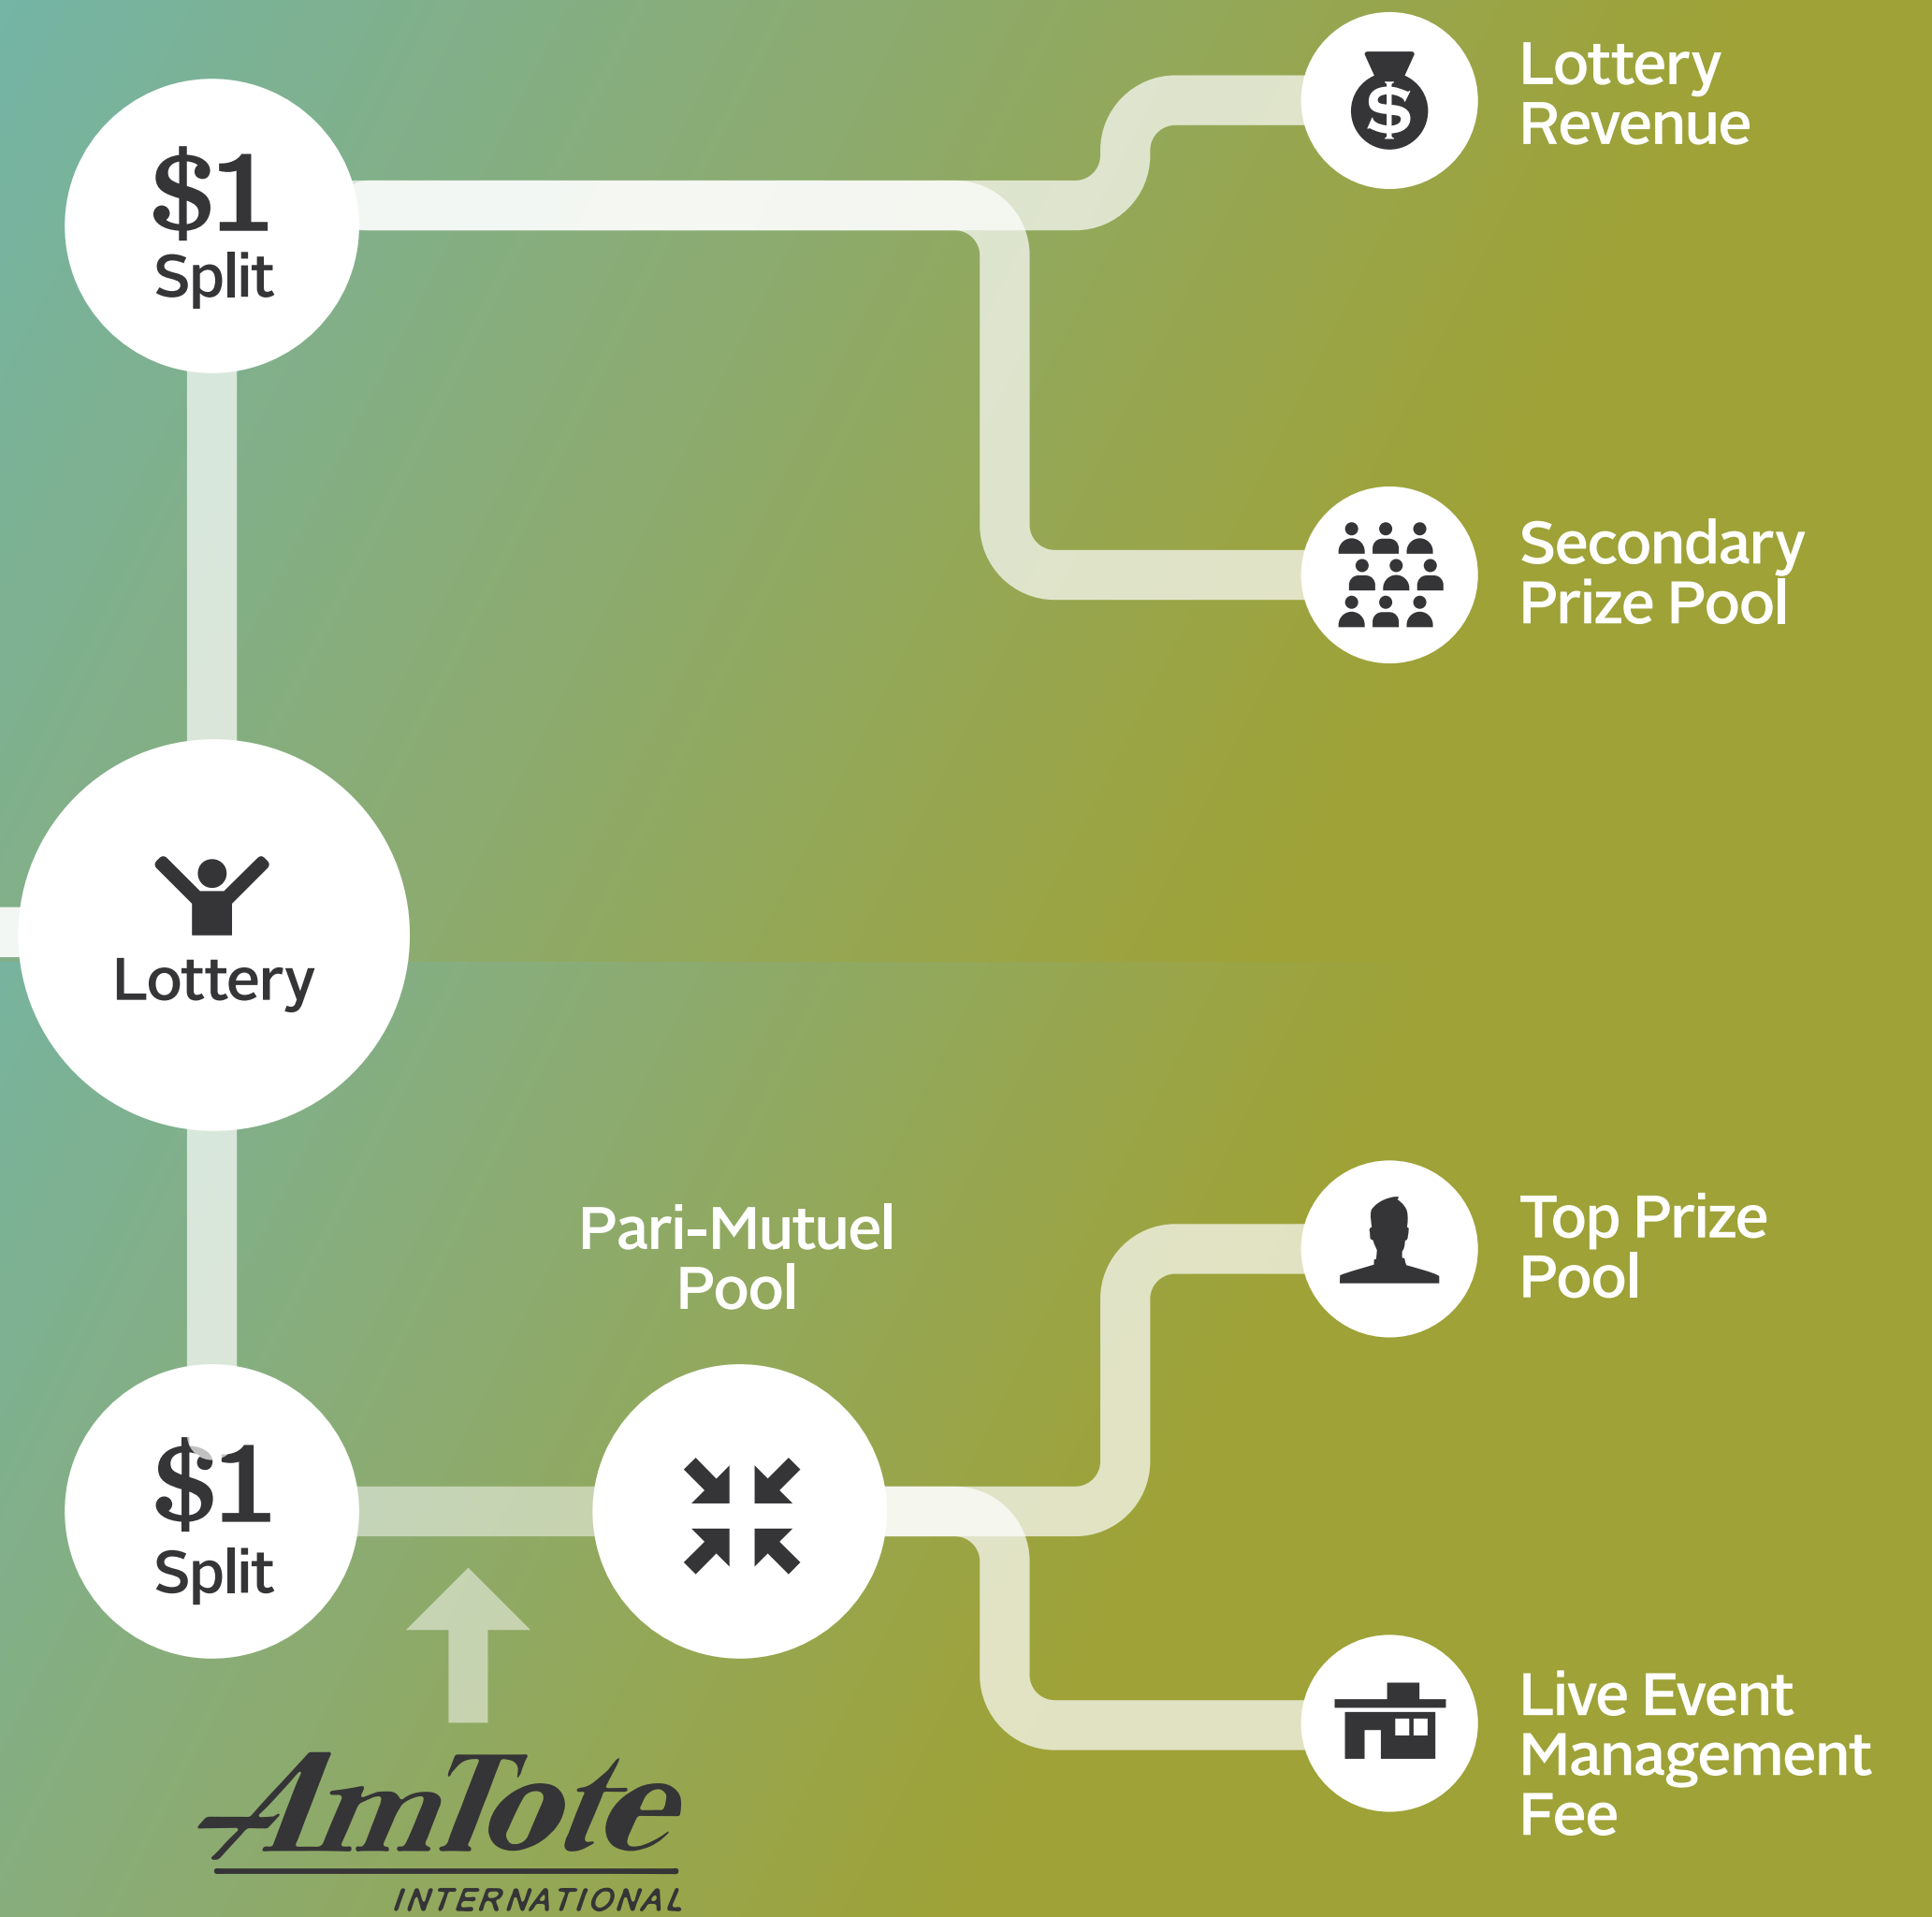 $1
Split
Lottery
Revenue
Secondary
Prize Pool
Lottery
Pari-Mutuel
Pool
Top Prize
Pool
$1
Split
Live Event
Management
Fee
AmTote
INTERNATIONAL